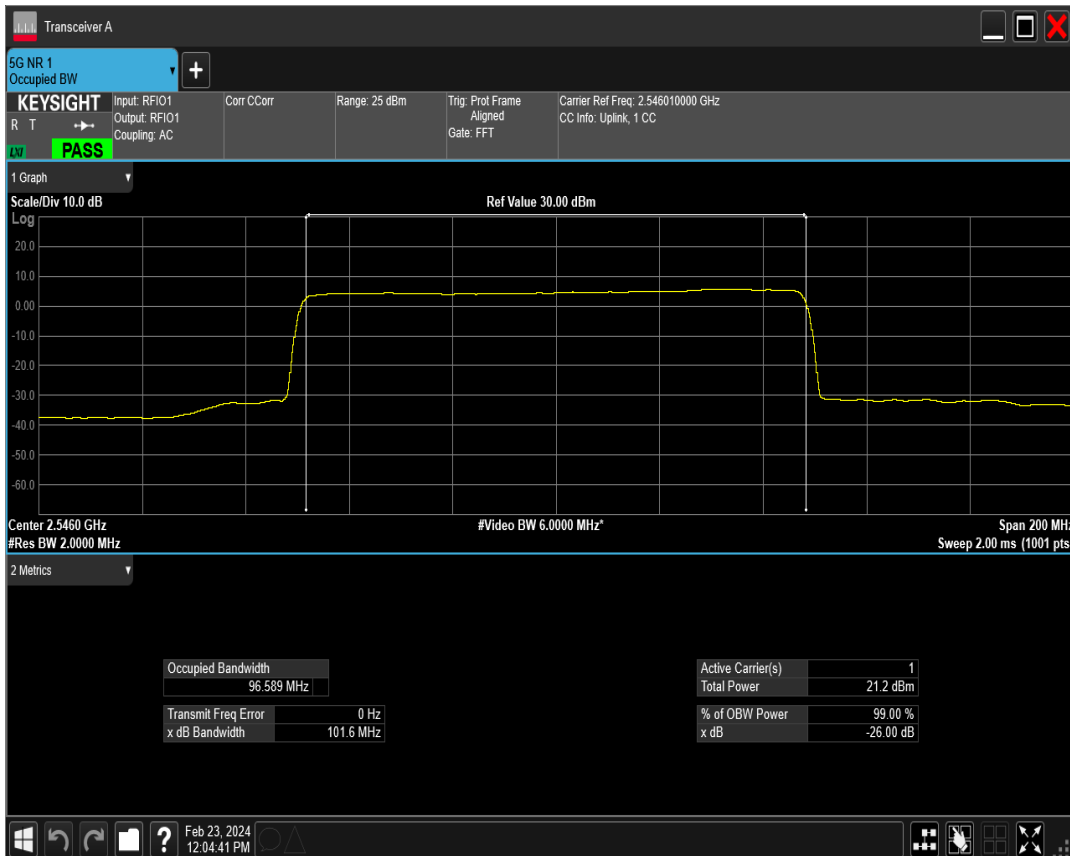 Transceiver A
5G NR 1
Occupied BW
+
KEYSIGHT
R T
LXI
PASS
Input: RFIO1
Output: RFIO1
Coupling: AC
Corr CCorr
Range: 25 dBm
Trig: Prot Frame
Aligned
Gate: FFT
Carrier Ref Freq: 2.546010000 GHz
CC Info: Uplink, 1 CC
1 Graph
Scale/Div 10.0 dB
Ref Value 30.00 dBm
Log
20.0
10.0
0.00
-10.0
-20.0
-30.0
-40.0
-50.0
-60.0
Center 2.5460 GHz
#Video BW 6.0000 MHz*
Span 200 MHz
#Res BW 2.0000 MHz
Sweep 2.00 ms (1001 pts
2 Metrics
Occupied Bandwidth
96.589 MHz
Transmit Freq Error 0 Hz
x dB Bandwidth 101.6 MHz
Active Carrier(s) 1
Total Power 21.2 dBm
% of OBW Power 99.00 %
x dB -26.00 dB
?
Feb 23, 2024
12:04:41 PM